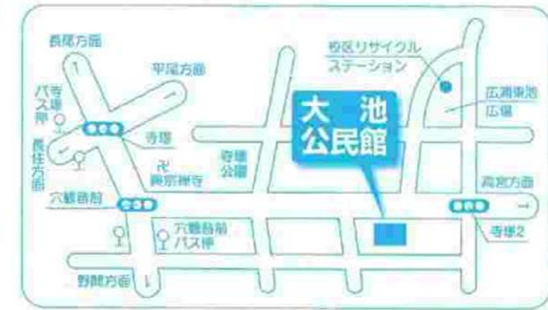 長尾方面
平尾方面
寺塚
バス停
長住方面
寺塚
卍
興宗禅寺
穴観音前
穴観音前
バス停
野間方面
寺塚
公園
大池
公民館
校区リサイクル
ステーション
広浦東池
広場
高宮方面
寺塚2